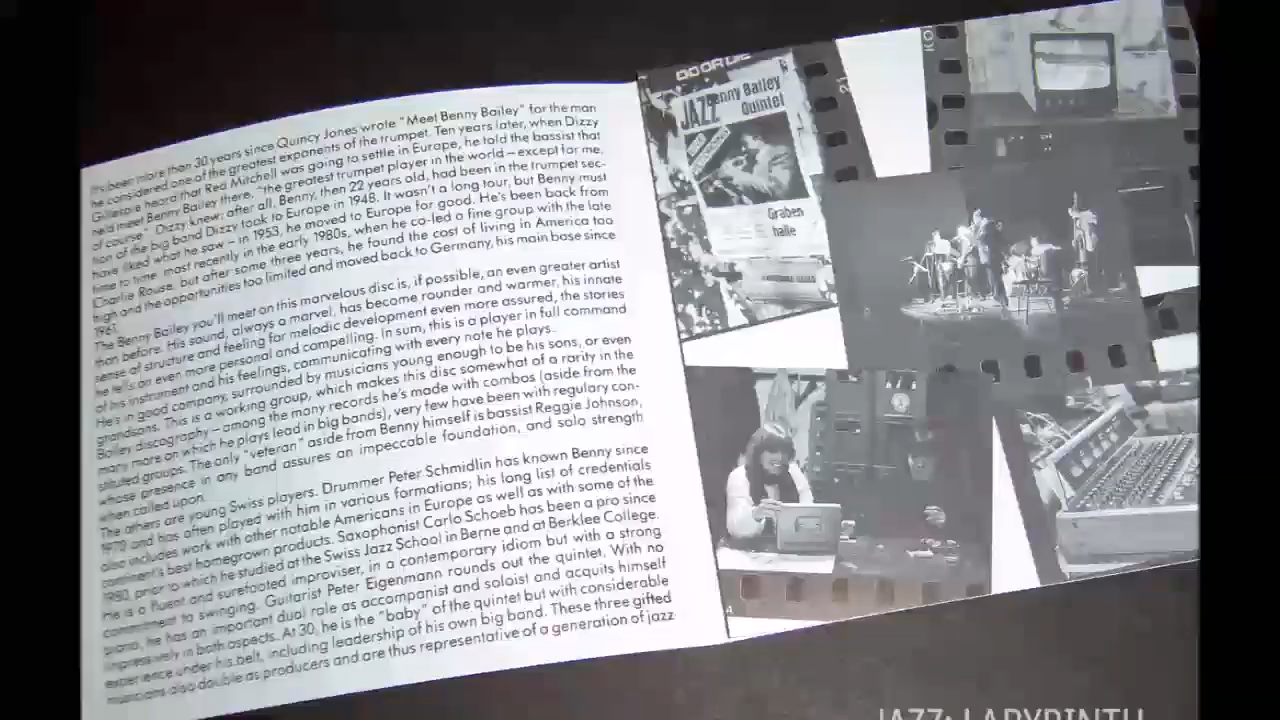 It's been more than 30 years since Quincy Jones wrote "Meet Benny Bailey" for the man
he considered one of the greatest exponents of the trumpet. Ten years later, when Dizzy
Gillespie heard that Red Mitchell was going to settle in Europe, he told the bassist that
he'd meet Benny Bailey there, "the greatest trumpet player in the world – except for me,
of course". Dizzy knew; after all, Benny, then 22 years old, had been in the trumpet sec-
tion of the big band Dizzy took to Europe in 1948. It wasn't a long tour, but Benny must
have liked what he saw – in 1953, he moved to Europe for good. He's been back from
time to time, most recently in the early 1980s, when he co-led a fine group with the late
Charlie Rouse, but after some three years, he found the cost of living in America too
high and the opportunities too limited and moved back to Germany, his main base since
1961.
The Benny Bailey you'll meet on this marvelous disc is, if possible, an even greater artist
than before. His sound, always a marvel, has become rounder and warmer, his innate
sense of structure and feeling for melodic development even more assured, the stories
he tells an even more personal and compelling. In sum, this is a player in full command
of his instrument and his feelings, communicating with every note he plays.
He's in good company, surrounded by musicians young enough to be his sons, or even
grandsons. This is a working group, which makes this disc somewhat of a rarity in the
Bailey discography – among the many records he's made with combos (aside from the
many more on which he plays lead in big bands), very few have been with regulary con-
stituted groups. The only "veteran" aside from Benny himself is bassist Reggie Johnson,
whose presence in any band assures an impeccable foundation, and solo strength
when called upon.
The others are young Swiss players. Drummer Peter Schmidlin has known Benny since
1970 and has often played with him in various formations; his long list of credentials
also includes work with other notable Americans in Europe as well as with some of the
continent's best homegrown products. Saxophonist Carlo Schoeb has been a pro since
1980, prior to which he studied at the Swiss Jazz School in Berne and at Berklee College.
He is a fluent and surefooted improviser, in a contemporary idiom but with a strong
commitment to swinging. Guitarist Peter Eigenmann rounds out the quintet. With no
piano, he has an important dual role as accompanist and soloist and acquits himself
impressively in both aspects. At 30, he is the "baby" of the quintet but with considerable
experience under his belt, including leadership of his own big band. These three gifted
musicians also double as producers and are thus representative of a generation of jazz
DO OR DIE
JAZZ
Benny Bailey
Quintet
Graben
halle
21
KO
A
JAZZ: LABYRINTH